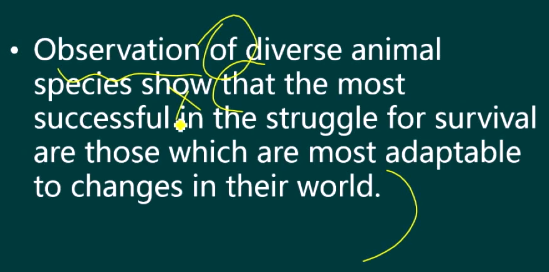 • Observation of diverse animal
species show that the most
successful in the struggle for survival
are those which are most adaptable
to changes in their world.